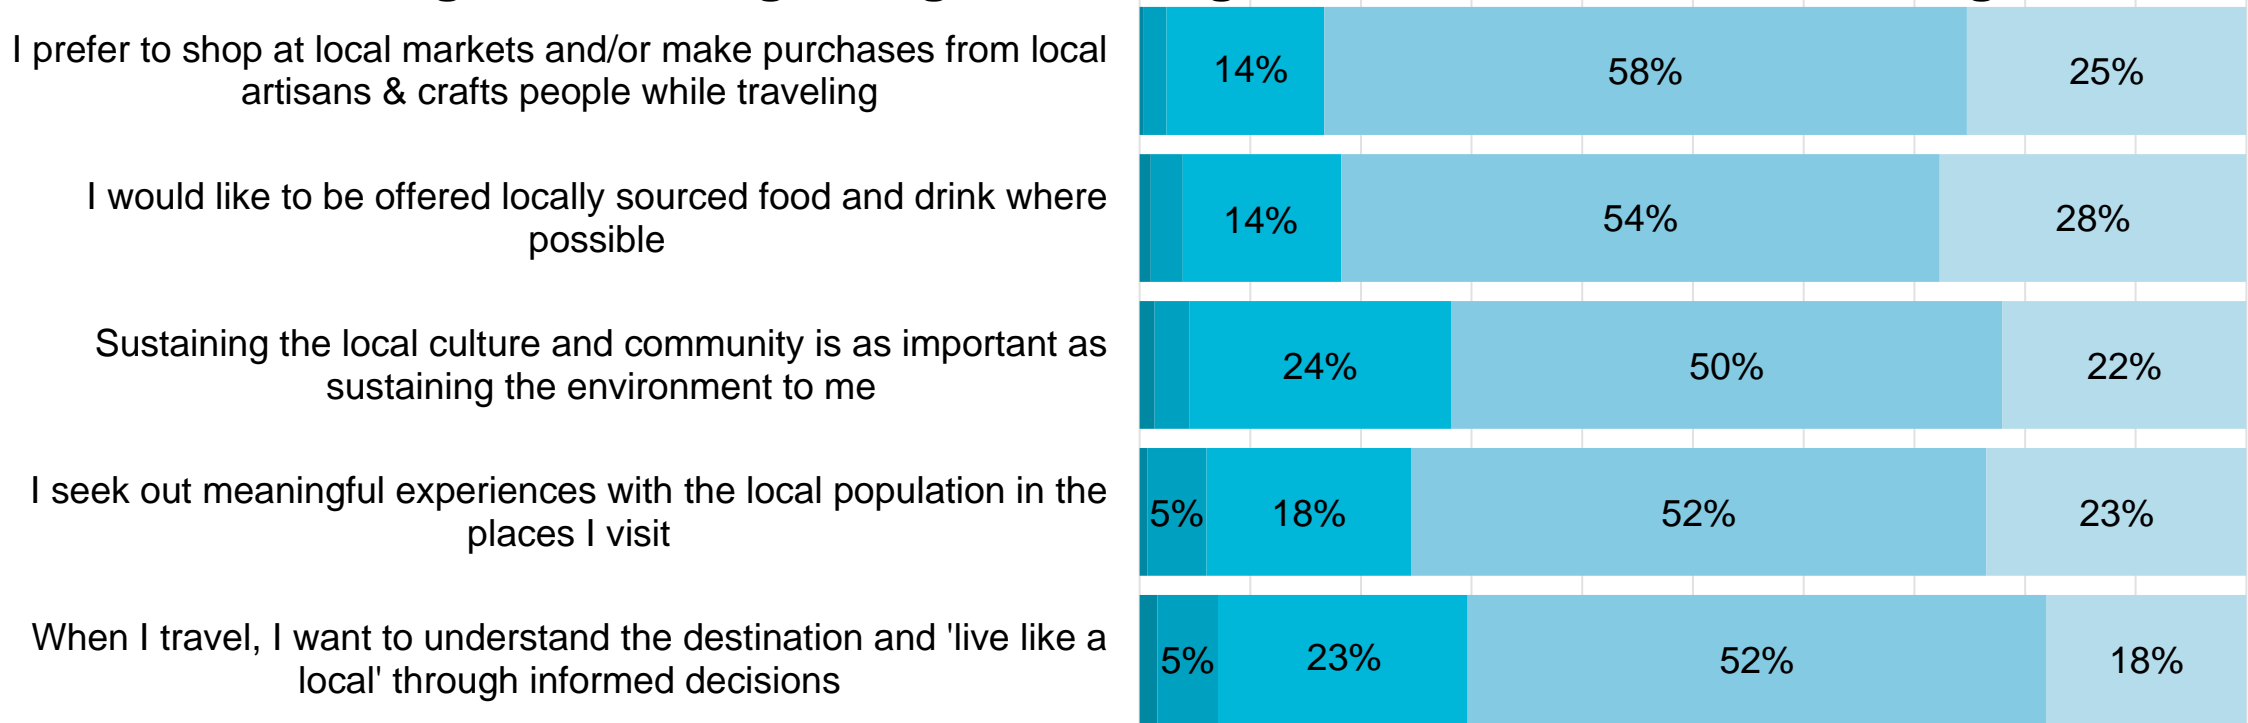 I prefer to shop at local markets and/or make purchases from local
artisans & crafts people while traveling
14%
58%
25%
I would like to be offered locally sourced food and drink where
possible
14%
54%
28%
Sustaining the local culture and community is as important as
sustaining the environment to me
24%
50%
22%
I seek out meaningful experiences with the local population in the
places I visit
5%
18%
52%
23%
When I travel, I want to understand the destination and 'live like a
local' through informed decisions
5%
23%
52%
18%